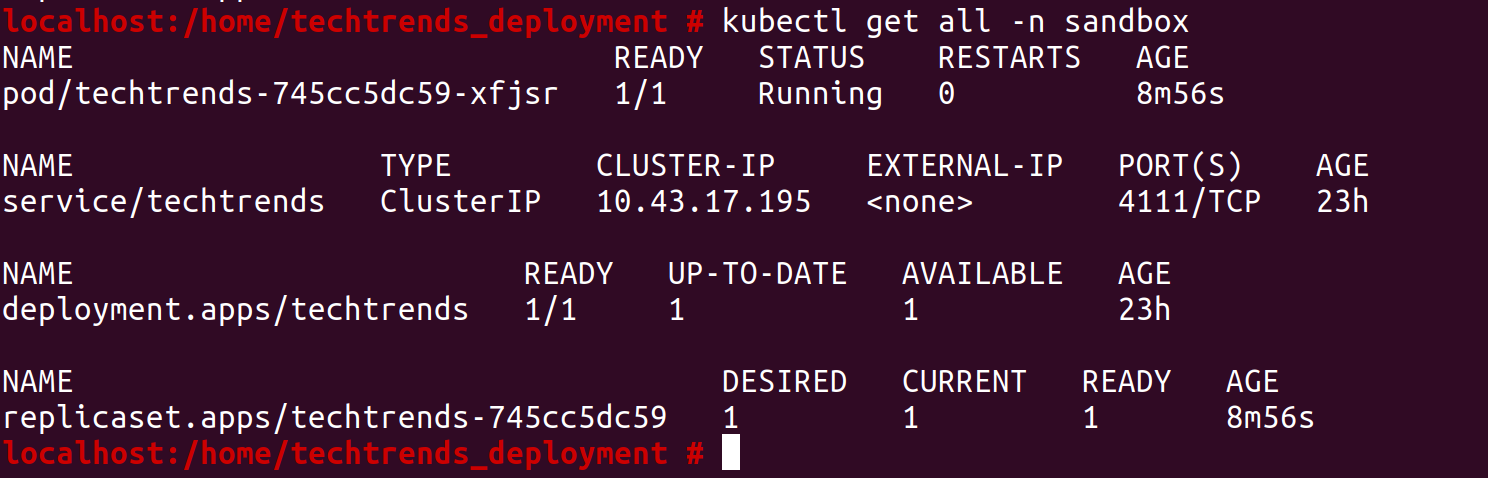 localhost:/home/techtrends_deployment # kubectl get all -n sandbox
NAME                              READY   STATUS    RESTARTS   AGE
pod/techtrends-745cc5dc59-xfjsr   1/1     Running   0          8m56s

NAME                 TYPE        CLUSTER-IP     EXTERNAL-IP   PORT(S)    AGE
service/techtrends   ClusterIP   10.43.17.195   <none>        4111/TCP   23h

NAME                         READY   UP-TO-DATE   AVAILABLE   AGE
deployment.apps/techtrends   1/1     1            1           23h

NAME                                    DESIRED   CURRENT   READY   AGE
replicaset.apps/techtrends-745cc5dc59   1         1         1       8m56s
localhost:/home/techtrends_deployment #